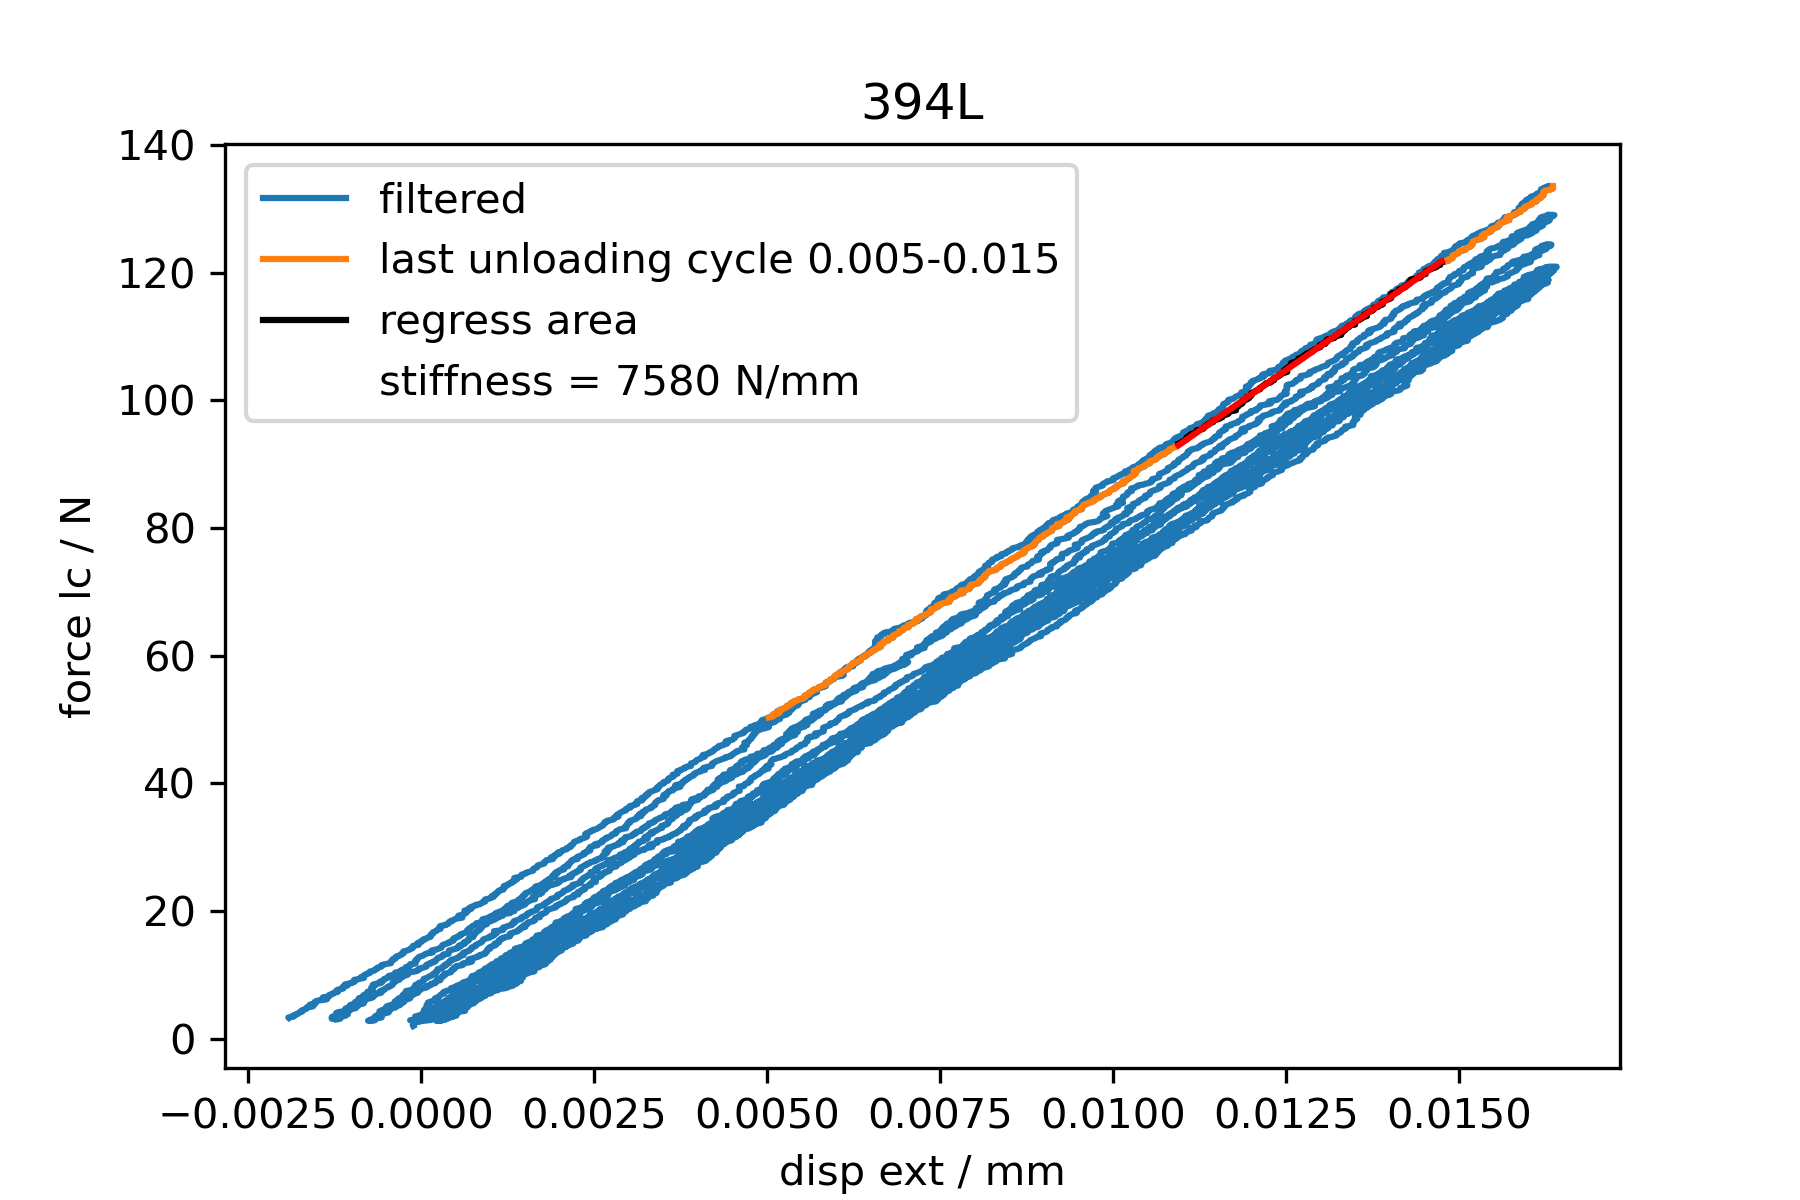 394L
140
120
100
80
60
40
20
0
force lc / N
filtered
last unloading cycle 0.005-0.015
regress area
stiffness = 7580 N/mm
−0.0025 0.0000 0.0025 0.0050 0.0075 0.0100 0.0125 0.0150
disp ext / mm